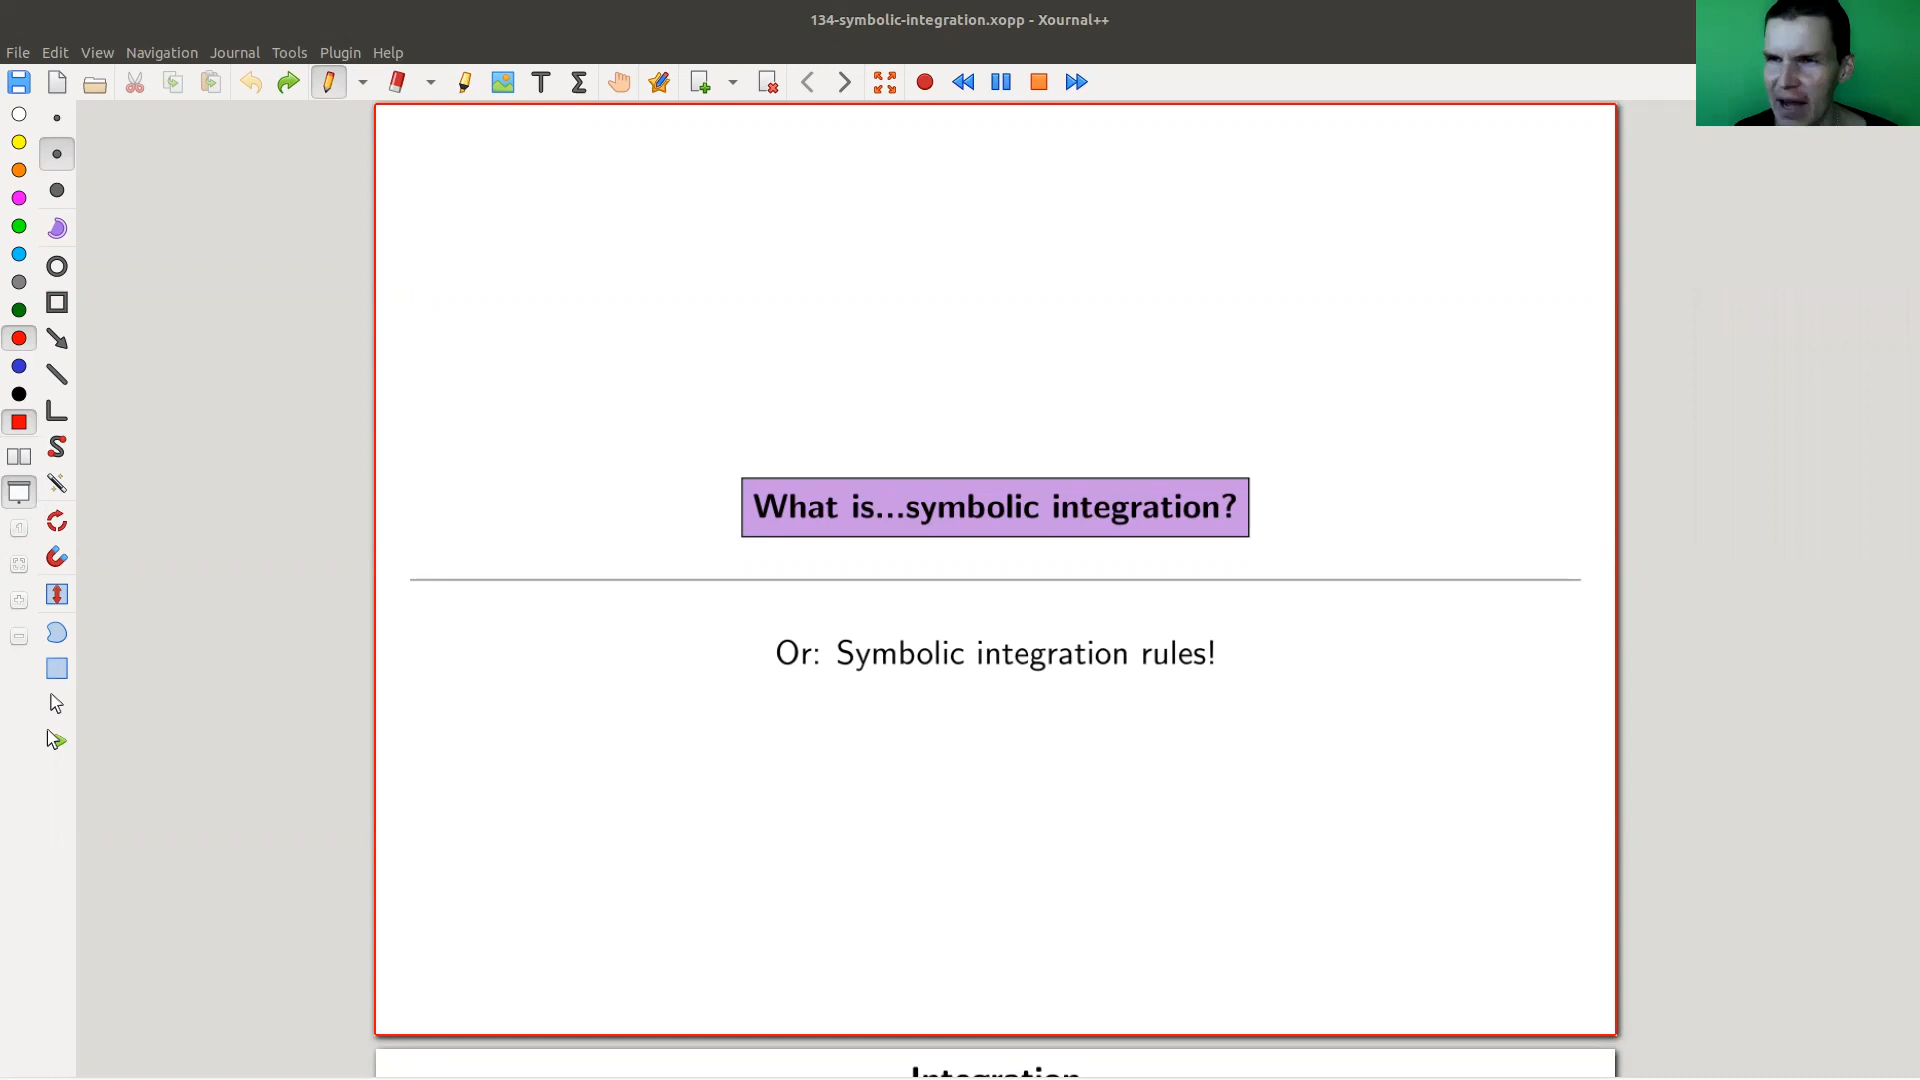 134-symbolic-integration.xopp - Xournal++
File Edit View Navigation Journal Tools Plugin Help
What is...symbolic integration?
Or: Symbolic integration rules!
Integration